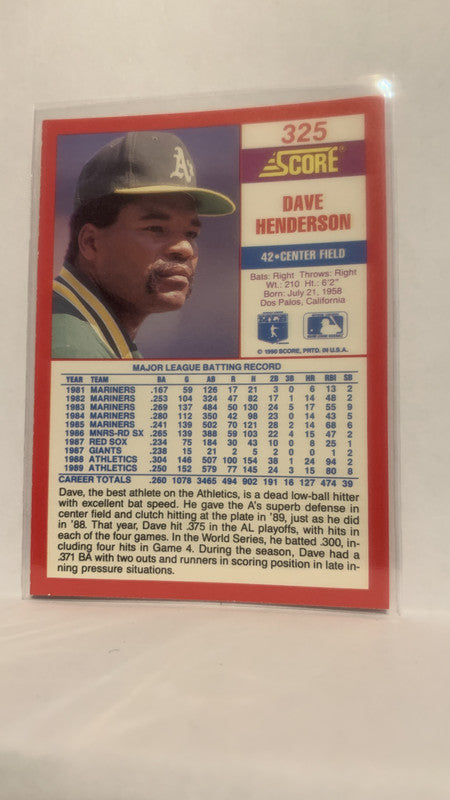 325
SCORE®
DAVE
HENDERSON
42•CENTER FIELD
Bats: Right Throws: Right
Wt.: 210 Ht.: 6'2"
Born: July 21, 1958
Dos Palos, California
© 1990 SCORE, PRTD. IN U.S.A.
A's
MAJOR LEAGUE BATTING RECORD
YEAR TEAM BA G AB R H 2B 3B HR RBI SB
1981 MARINERS .167 59 126 17 21 3 0 6 13 2
1982 MARINERS .253 104 324 47 82 17 1 14 48 2
1983 MARINERS .269 137 484 50 130 24 5 17 55 9
1984 MARINERS .280 112 350 42 98 23 0 14 43 5
1985 MARINERS .241 139 502 70 121 28 2 14 68 6
1986 MNRS-RD SX .265 139 388 59 103 22 4 15 47 2
1987 RED SOX .234 75 184 30 43 10 0 8 25 1
1987 GIANTS .238 15 21 2 5 2 0 0 1 2
1988 ATHLETICS .304 146 507 100 154 38 1 24 94 2
1989 ATHLETICS .250 152 579 77 145 24 3 15 80 8
CAREER TOTALS .260 1078 3465 494 902 191 16 127 474 39
Dave, the best athlete on the Athletics, is a dead low-ball hitter
with excellent bat speed. He gave the A's superb defense in
center field and clutch hitting at the plate in '89, just as he did
in '88. That year, Dave hit .375 in the AL playoffs, with hits in
each of the four games. In the World Series, he batted .300, in-
cluding four hits in Game 4. During the season, Dave had a
.371 BA with two outs and runners in scoring position in late in-
ning pressure situations.